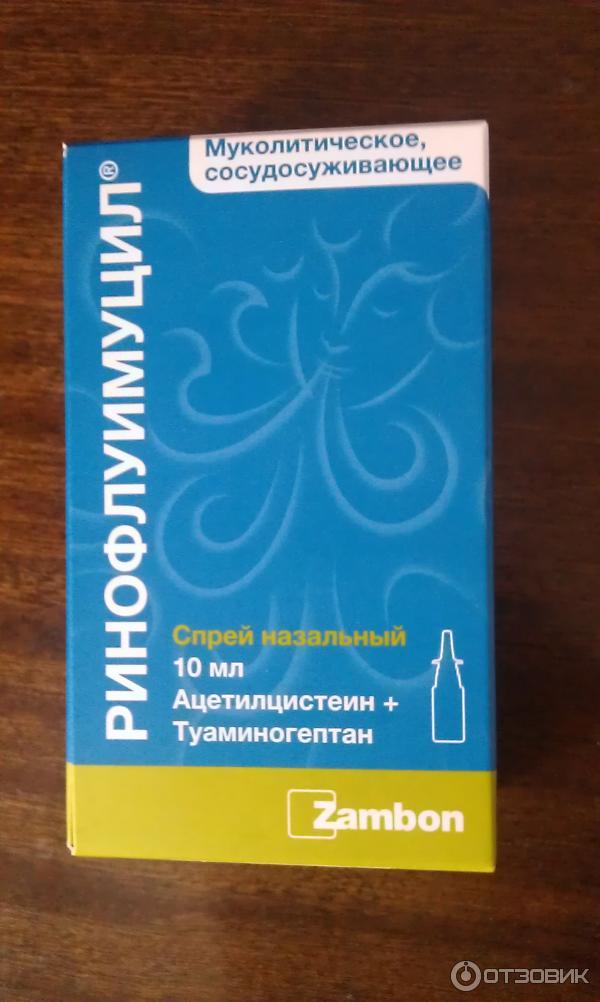 Муколитическое,
сосудосуживающее
РИНОФЛУИМУЦИЛ®
Спрей назальный
10 мл
Ацетилцистеин +
Туаминогептан
Zambon
ОТЗОВИК